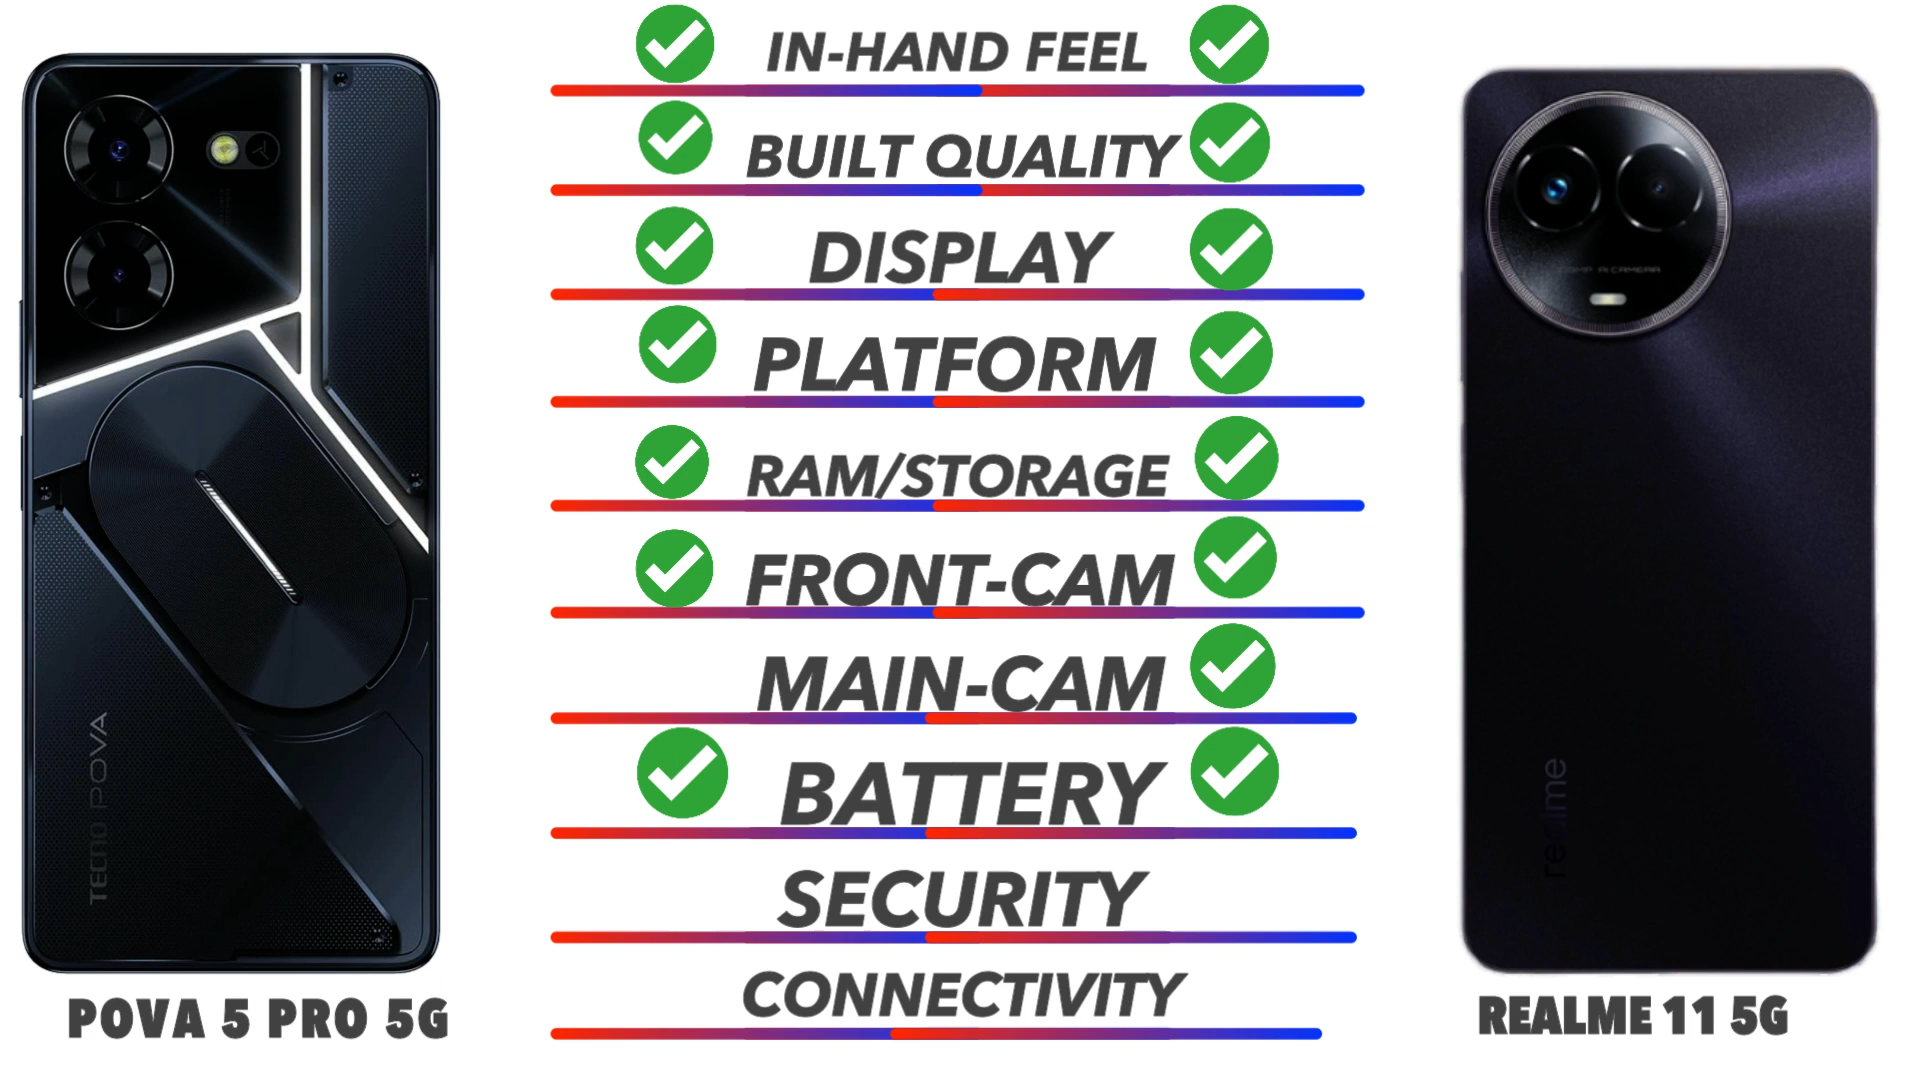 IN-HAND FEEL
BUILT QUALITY
DISPLAY
PLATFORM
RAM/STORAGE
FRONT-CAM
MAIN-CAM
BATTERY
SECURITY
CONNECTIVITY
TECNO POVA
POVA 5 PRO 5G
realme
REALME 11 5G